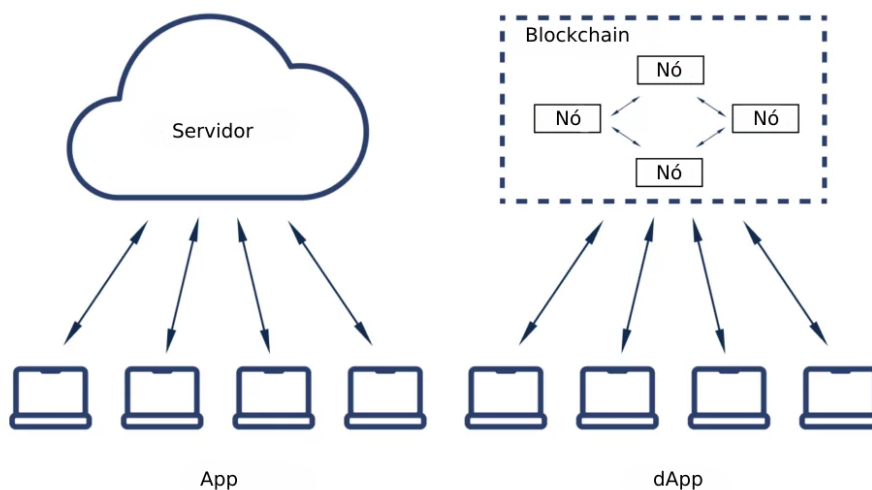 Servidor
App
Blockchain
Nó
Nó
Nó
Nó
dApp